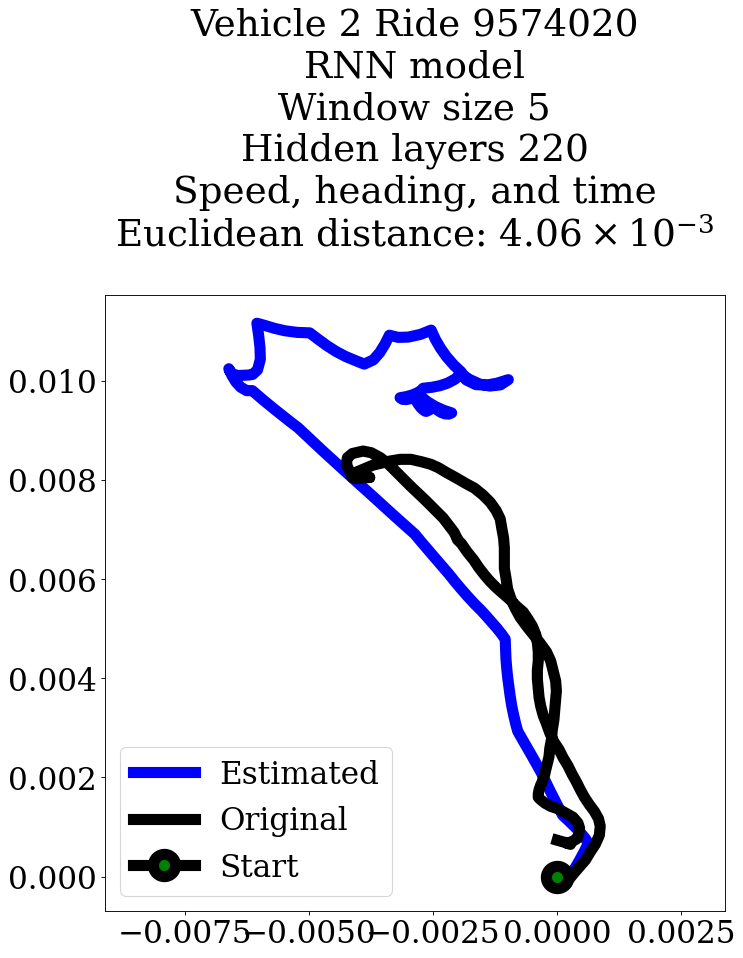 Vehicle 2 Ride 9574020
RNN model
Window size 5
Hidden layers 220
Speed, heading, and time
Euclidean distance: 4.06 × 10⁻³
0.010
0.008
0.006
0.004
0.002
0.000
Estimated
Original
Start
−0.0075 −0.0050 −0.0025 0.0000 0.0025